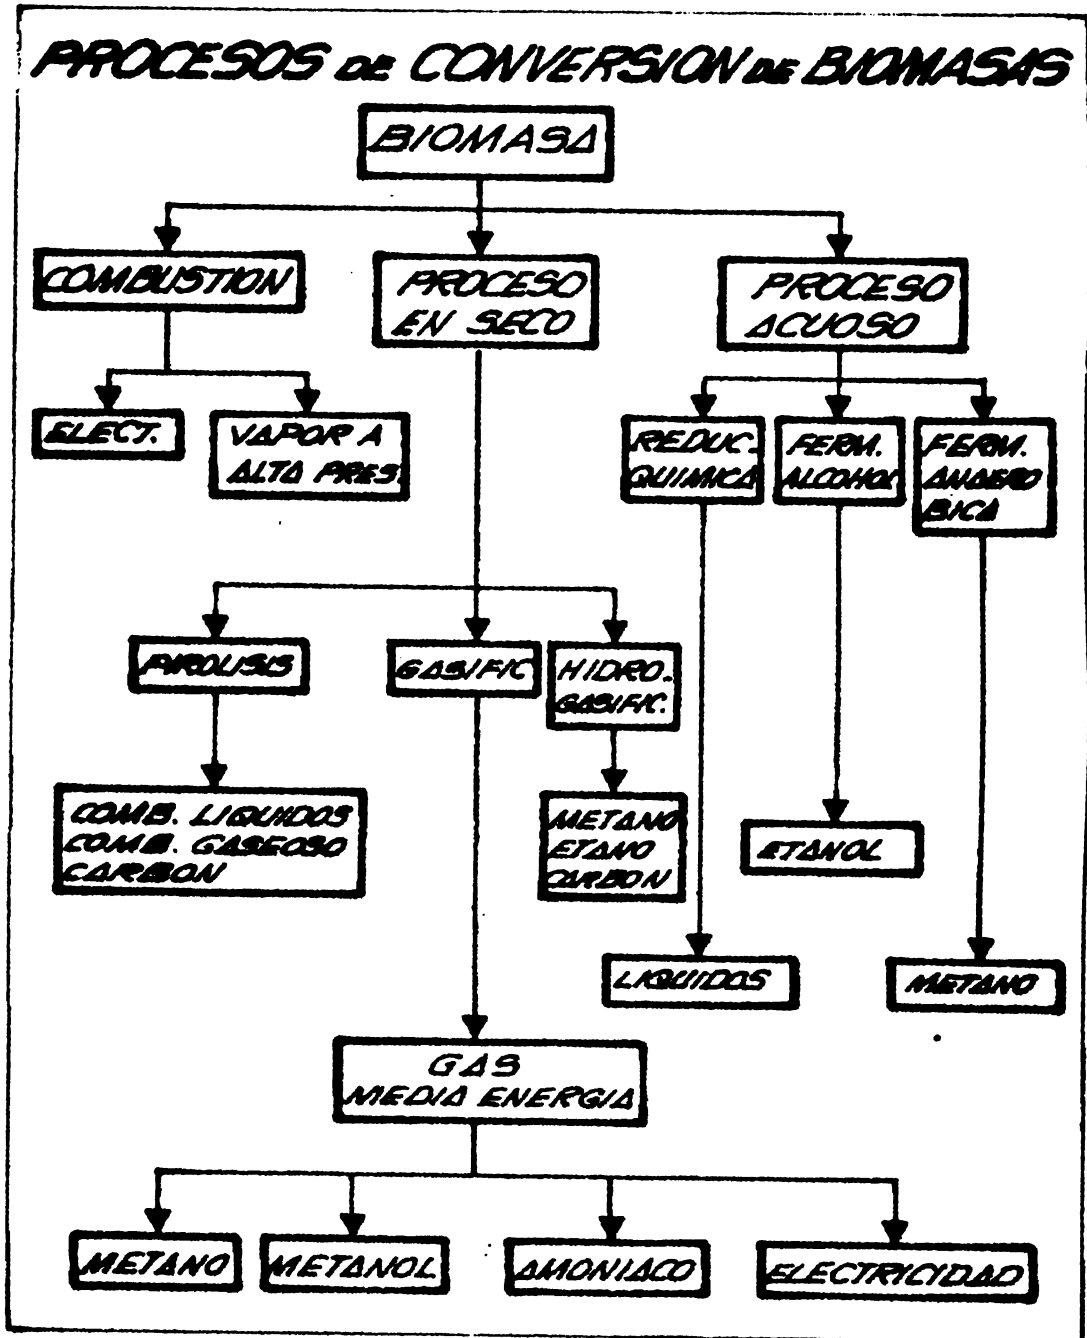 PROCESOS DE CONVERSION DE BIOMASAS
BIOMASA
COMBUSTION
PROCESO
EN SECO
PROCESO
ACUOSO
ELECT.
VAPOR A
ALTA PRES.
REDUC.
QUIMICA
FERM.
ALCOHOL
FERM.
ANAERO
BICA
PIROLISIS
GASIFIC
HIDRO-
GASIFIC.
COMB. LIQUIDOS
COMB. GASEOSO
CARBON
METANO
ETANO
CARBON
ETANOL
LIQUIDOS
METANO
GAS
MEDIA ENERGIA
METANO
METANOL
AMONIACO
ELECTRICIDAD